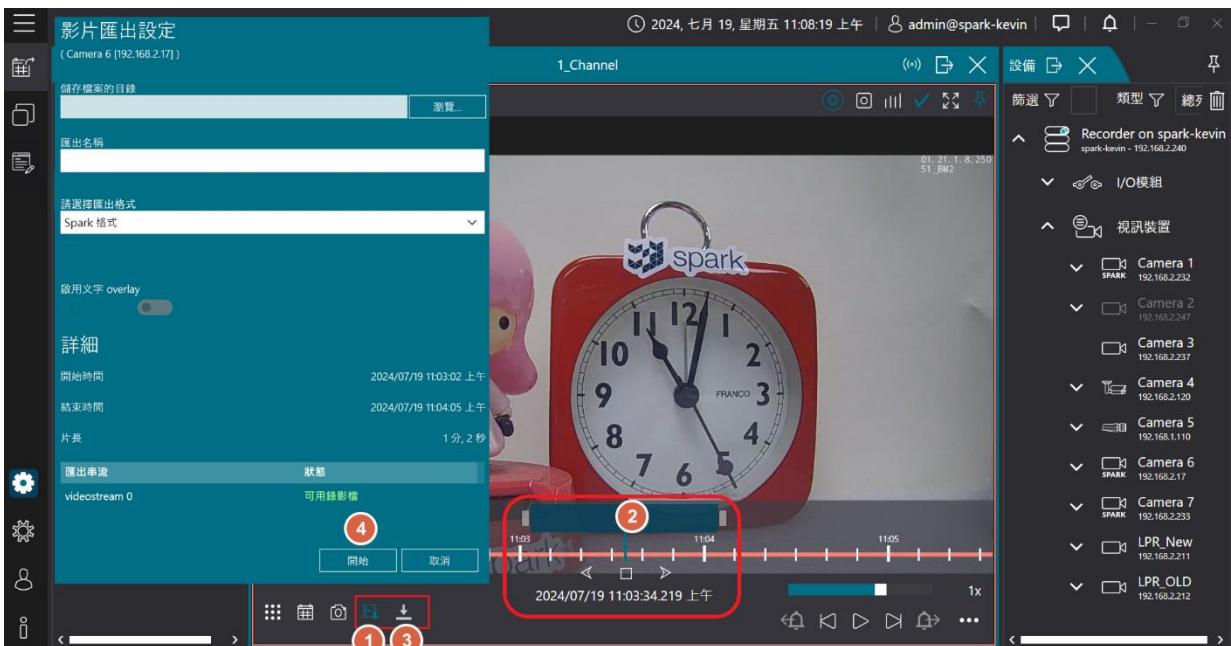 影片匯出設定
( Camera 6 [192.168.2.17] )
儲存檔案的目錄
瀏覽...
匯出名稱
請選擇匯出格式
Spark 格式
啟用文字 overlay
詳細
開始時間 2024/07/19 11:03:02 上午
結束時間 2024/07/19 11:04:05 上午
片長 1 分, 2 秒
匯出串流 狀態
videostream 0 可用錄影檔
4
開始 取消
1 3
2024, 七月 19, 星期五 11:08:19 上午
admin@spark-kevin
1_Channel
01. 21. 1. 8. 250
51_BM2
spark
12
1
2
3
4
5
6
7
8
9
10
11
FRANCO
2
11:03 11:04 11:05
2024/07/19 11:03:34.219 上午
1x
設備
篩選 類型
Recorder on spark-kevin
spark-kevin - 192.168.2.240
I/O模組
視訊裝置
Camera 1
SPARK 192.168.2.232
Camera 2
192.168.2.247
Camera 3
192.168.2.237
Camera 4
192.168.2.120
Camera 5
192.168.1.110
Camera 6
SPARK 192.168.2.17
Camera 7
SPARK 192.168.2.233
LPR_New
192.168.2.211
LPR_OLD
192.168.2.212